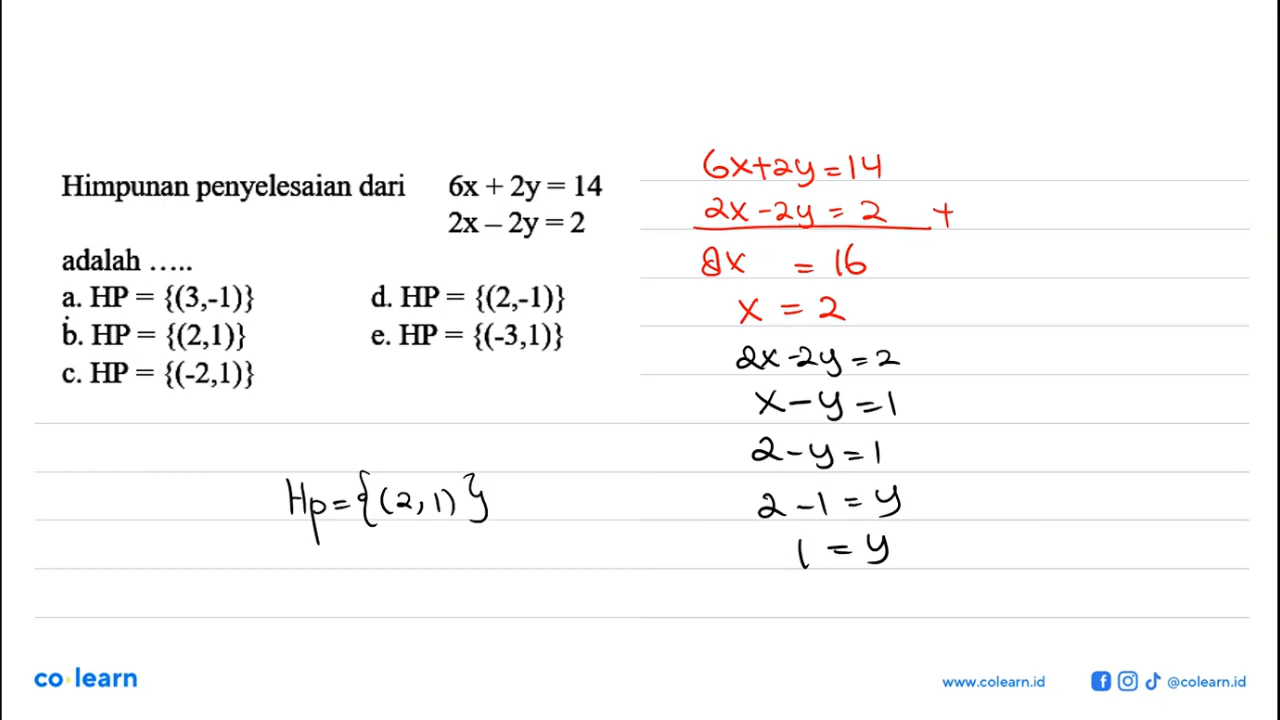 Himpunan penyelesaian dari 6x + 2y = 14
2x – 2y = 2
adalah …..
a. HP = {(3,-1)} d. HP = {(2,-1)}
b. HP = {(2,1)} e. HP = {(-3,1)}
c. HP = {(-2,1)}
Hp = {(2,1)}
6x+2y = 14
2x - 2y = 2 +
8x = 16
x = 2
2x - 2y = 2
x - y = 1
2 - y = 1
2 - 1 = y
1 = y
co learn
www.colearn.id @colearn.id